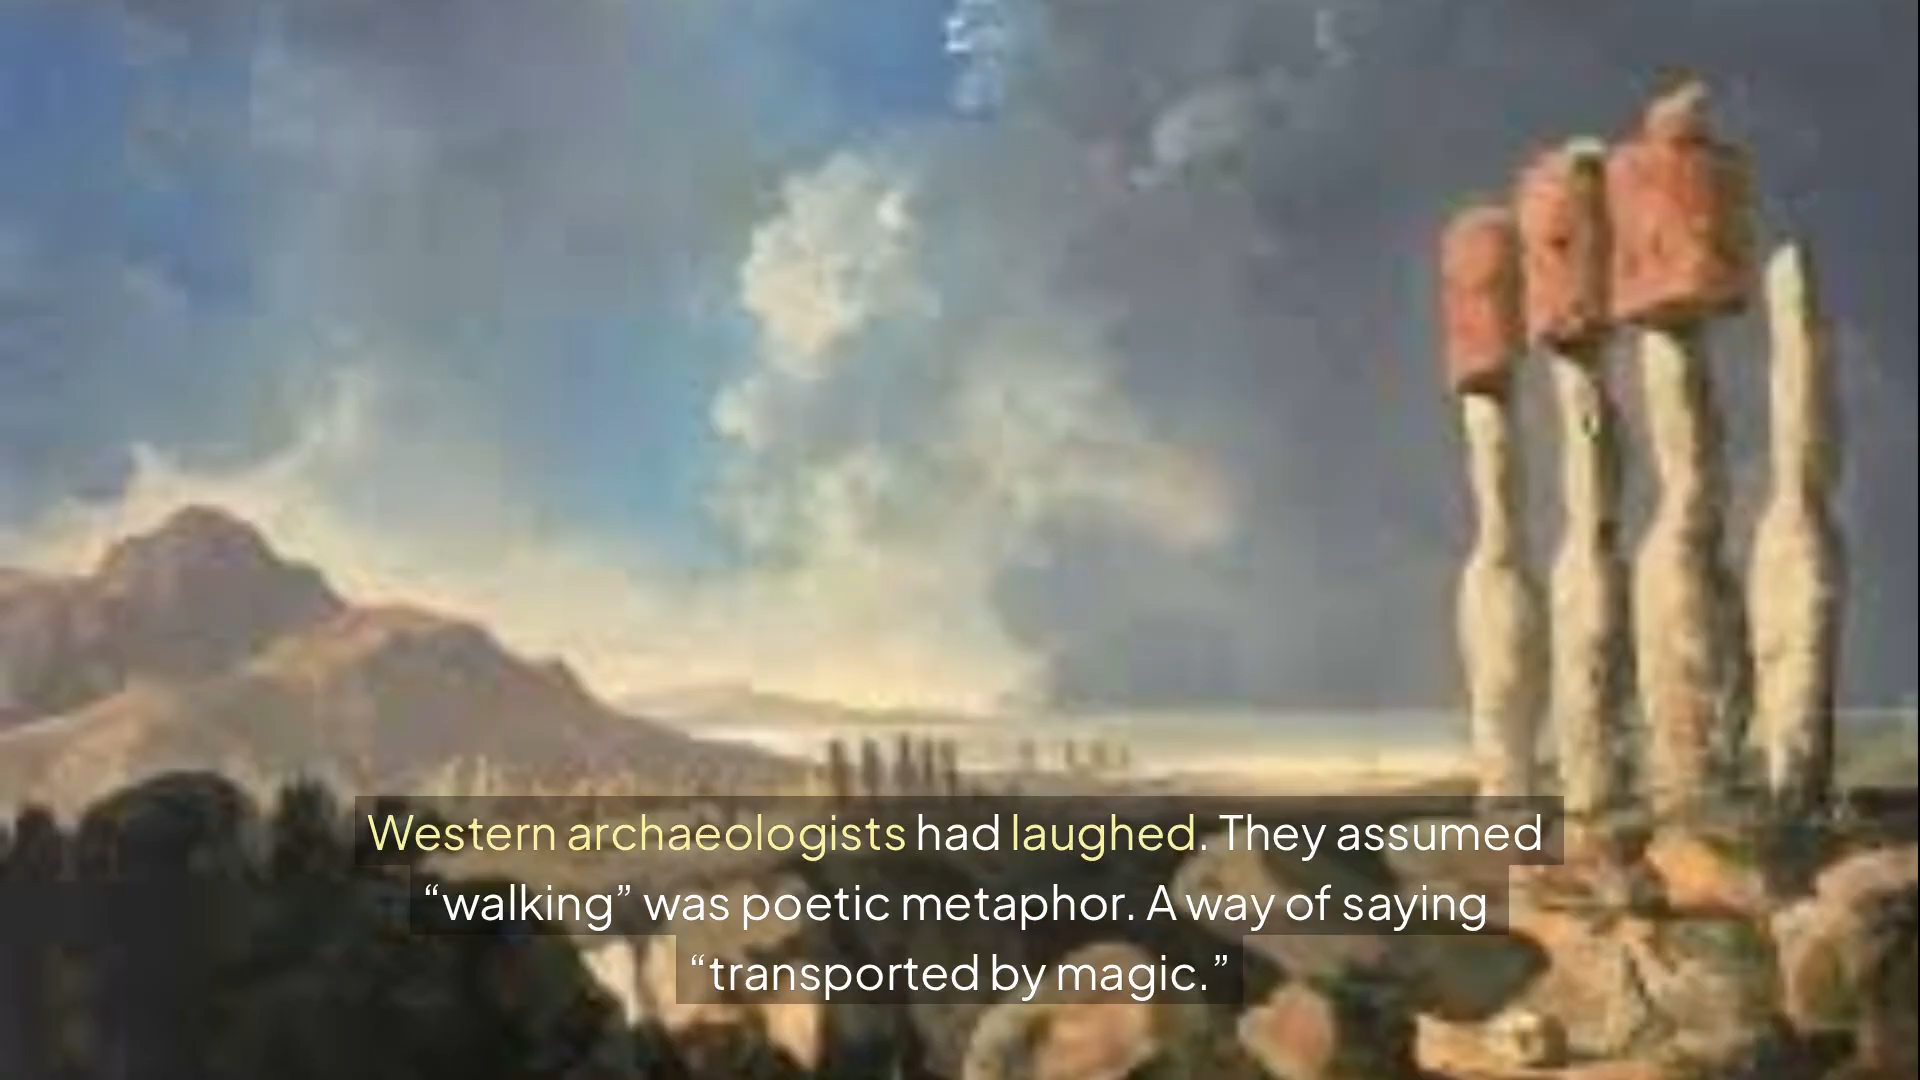 Western archaeologists had laughed. They assumed
“walking” was poetic metaphor. A way of saying
“transported by magic.”